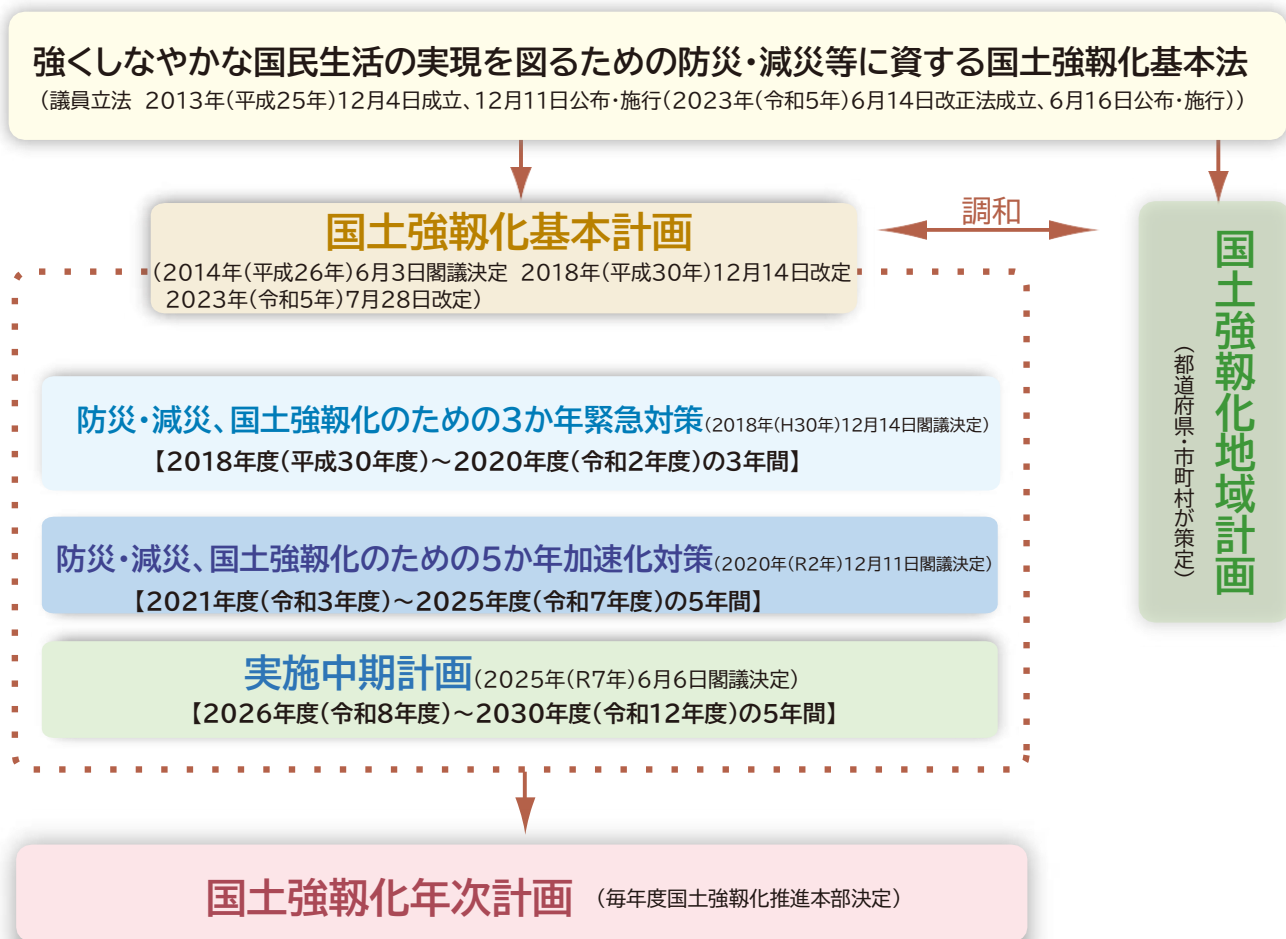 強くしなやかな国民生活の実現を図るための防災・減災等に資する国土強靱化基本法
（議員立法 2013年(平成25年)12月4日成立、12月11日公布・施行(2023年(令和5年)6月14日改正法成立、6月16日公布・施行)）
国土強靱化基本計画
（2014年(平成26年)6月3日閣議決定 2018年(平成30年)12月14日改定
2023年(令和5年)7月28日改定）
調和
国土強靱化地域計画
（都道府県・市町村が策定）
防災・減災、国土強靱化のための3か年緊急対策(2018年(H30年)12月14日閣議決定)
【2018年度(平成30年度)～2020年度(令和2年度)の3年間】
防災・減災、国土強靱化のための5か年加速化対策(2020年(R2年)12月11日閣議決定)
【2021年度(令和3年度)～2025年度(令和7年度)の5年間】
実施中期計画(2025年(R7年)6月6日閣議決定)
【2026年度(令和8年度)～2030年度(令和12年度)の5年間】
国土強靱化年次計画 （毎年度国土強靱化推進本部決定）